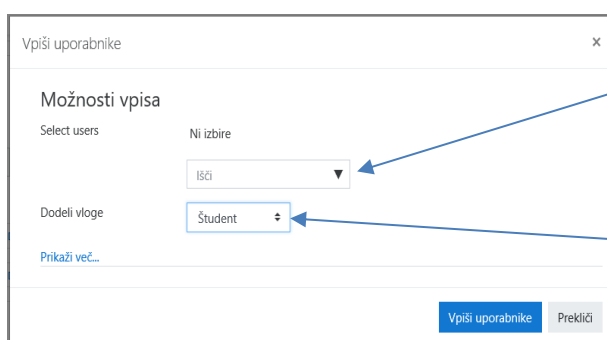 Vpiši uporabnike ×
Možnosti vpisa
Select users Ni izbire
Išči ▼
Dodeli vloge Študent
Prikaži več...
Vpiši uporabnike Prekliči